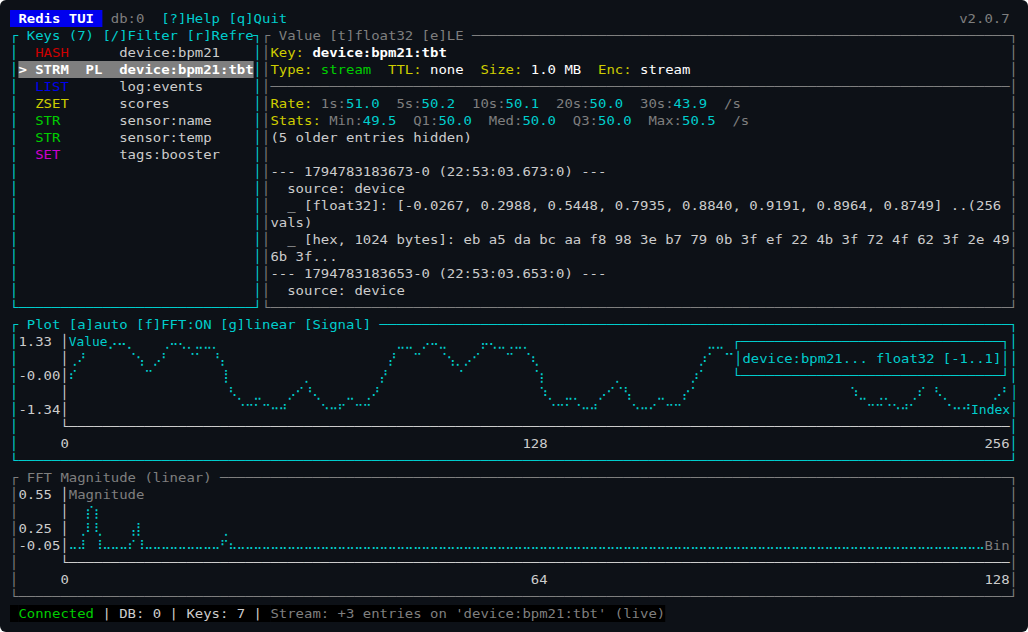 Redis TUI db:0 [?]Help [q]Quit v2.0.7
Keys (7) [/]Filter [r]Refre
Value [t]float32 [e]LE
HASH device:bpm21
Key: device:bpm21:tbt
> STRM PL device:bpm21:tbt
Type: stream TTL: none Size: 1.0 MB Enc: stream
LIST log:events
ZSET scores
Rate: 1s:51.0 5s:50.2 10s:50.1 20s:50.0 30s:43.9 /s
STR sensor:name
Stats: Min:49.5 Q1:50.0 Med:50.0 Q3:50.0 Max:50.5 /s
STR sensor:temp
(5 older entries hidden)
SET tags:booster
--- 1794783183673-0 (22:53:03.673:0) ---
source: device
_ [float32]: [-0.0267, 0.2988, 0.5448, 0.7935, 0.8840, 0.9191, 0.8964, 0.8749] ..(256
vals)
_ [hex, 1024 bytes]: eb a5 da bc aa f8 98 3e b7 79 0b 3f ef 22 4b 3f 72 4f 62 3f 2e 49
6b 3f...
--- 1794783183653-0 (22:53:03.653:0) ---
source: device
Plot [a]auto [f]FFT:ON [g]linear [Signal]
1.33 Value
device:bpm21... float32 [-1..1]
-0.00
-1.34 Index
0 128 256
FFT Magnitude (linear)
0.55 Magnitude
0.25
-0.05 Bin
0 64 128
Connected | DB: 0 | Keys: 7 | Stream: +3 entries on 'device:bpm21:tbt' (live)